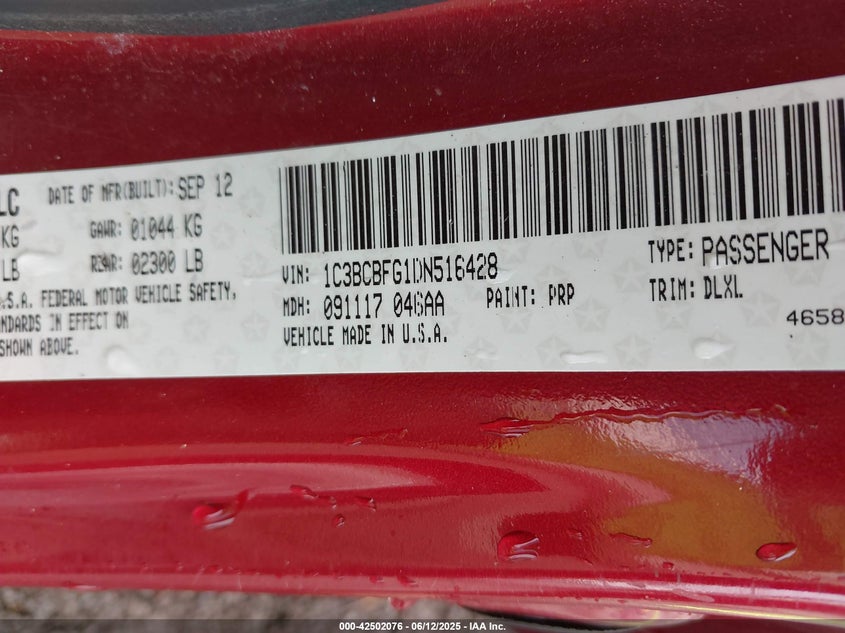 LC DATE OF MFR(BUILT): SEP 12
KG GAWR: 01044 KG
LB REAR: 02300 LB
.S.A. FEDERAL MOTOR VEHICLE SAFETY,
NDARDS IN EFFECT ON
SHOWN ABOVE.
VIN: 1C3BCBFG1DN516428
TYPE: PASSENGER
MDH: 091117 046AA PAINT: PRP TRIM: DLXL
VEHICLE MADE IN U.S.A.
4658
000-42502076 - 06/12/2025 - IAA Inc.